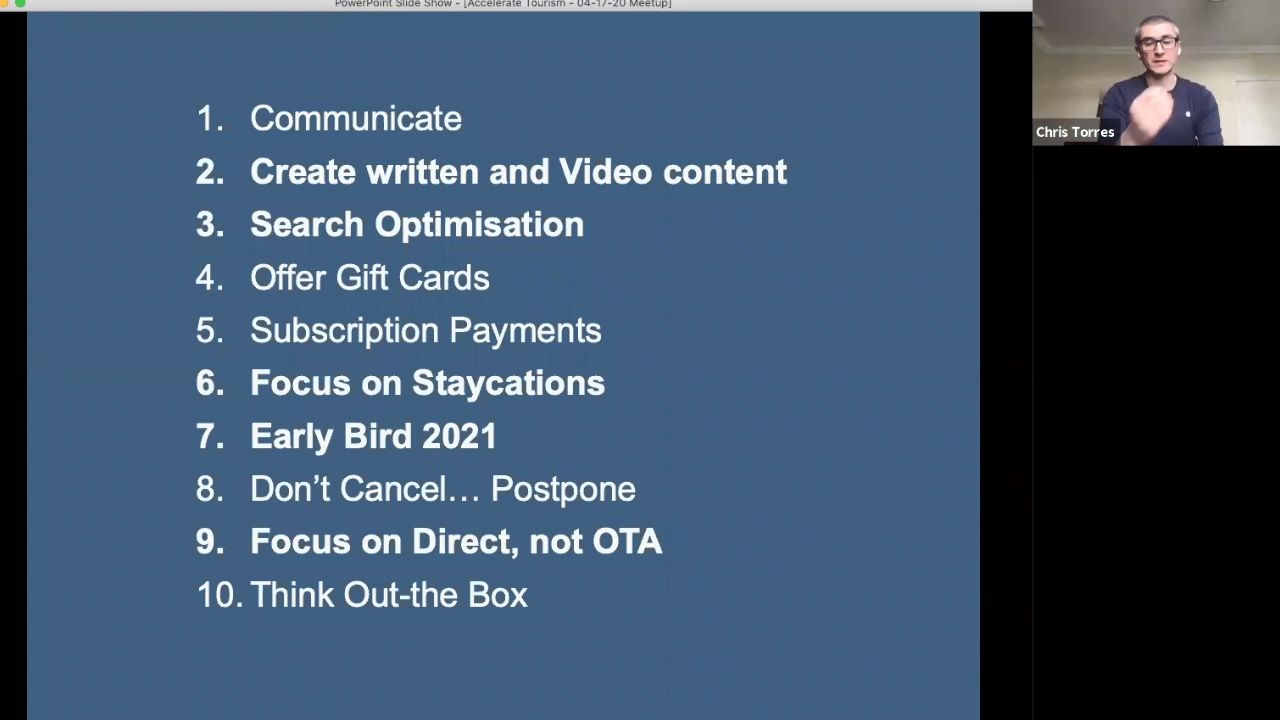 PowerPoint Slide Show - [Accelerate Tourism - 04-17-20 Meetup]
1. Communicate
2. Create written and Video content
3. Search Optimisation
4. Offer Gift Cards
5. Subscription Payments
6. Focus on Staycations
7. Early Bird 2021
8. Don’t Cancel… Postpone
9. Focus on Direct, not OTA
10. Think Out-the Box
Chris Torres